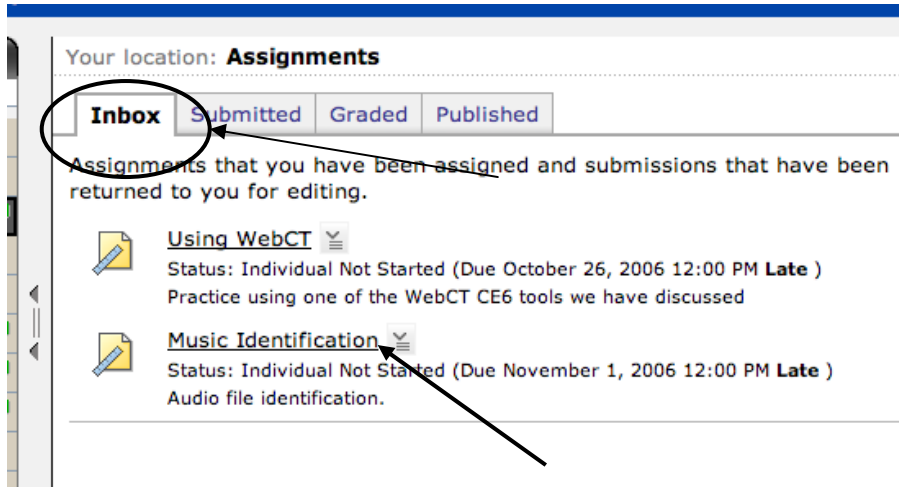 Your location: Assignments
Inbox Submitted Graded Published
Assignments that you have been assigned and submissions that have been
returned to you for editing.
Using WebCT
Status: Individual Not Started (Due October 26, 2006 12:00 PM Late )
Practice using one of the WebCT CE6 tools we have discussed
Music Identification
Status: Individual Not Started (Due November 1, 2006 12:00 PM Late )
Audio file identification.